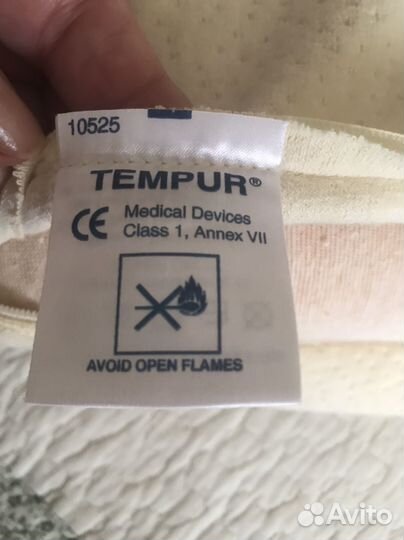 10525
TEMPUR®
CE Medical Devices
Class 1, Annex VII
AVOID OPEN FLAMES
Avito